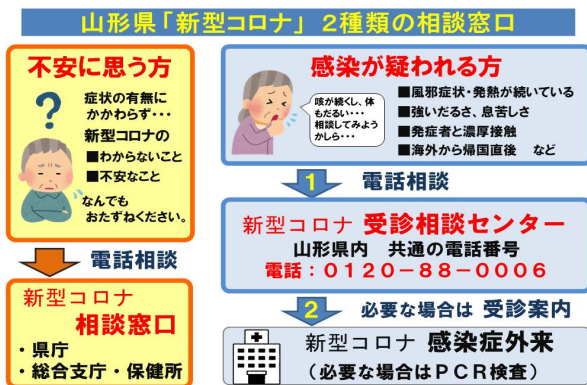 山形県「新型コロナ」 2種類の相談窓口
不安に思う方
?
症状の有無に
かかわらず・・・
新型コロナの
■わからないこと
■不安なこと
なんでも
おたずねください。
電話相談
新型コロナ
相談窓口
・県庁
・総合支庁・保健所
感染が疑われる方
咳が続くし、体
もだるい・・・
相談してみよう
かしら・・・
■風邪症状・発熱が続いている
■強いだるさ、息苦しさ
■発症者と濃厚接触
■海外から帰国直後 など
1 電話相談
新型コロナ 受診相談センター
山形県内 共通の電話番号
電話:0120-88-0006
2 必要な場合は 受診案内
新型コロナ 感染症外来
(必要な場合はPCR検査)